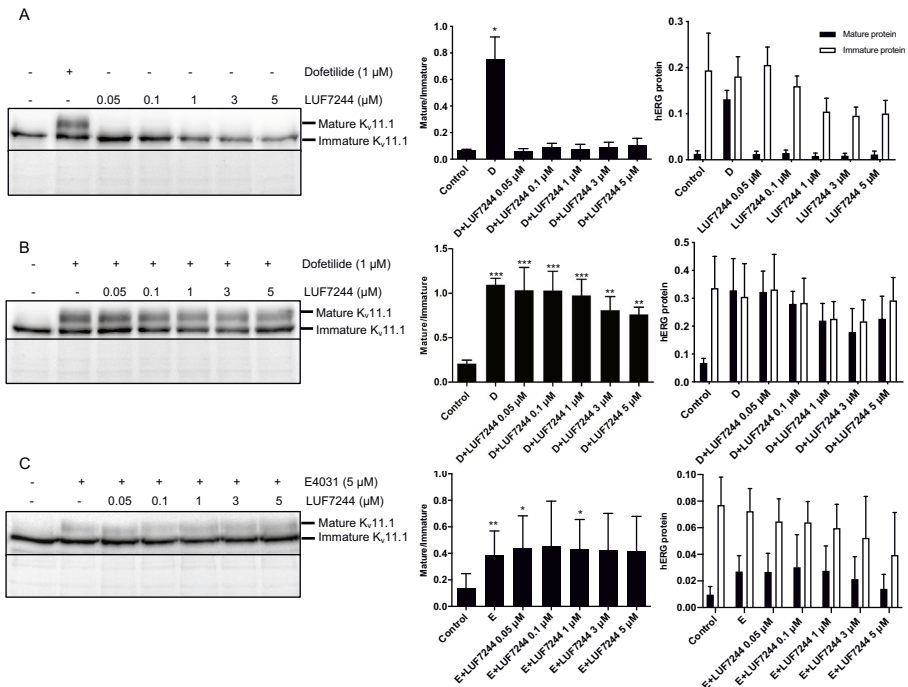 A
- + - - - - - Dofetilide (1 µM)
- - 0.05 0.1 1 3 5 LUF7244 (µM)
Mature Kv11.1
Immature Kv11.1
Mature/Immature
1.0
0.8
0.6
0.4
0.2
0.0
*
Control
D
D+LUF7244 0.05 µM
D+LUF7244 0.1 µM
D+LUF7244 1 µM
D+LUF7244 3 µM
D+LUF7244 5 µM
hERG protein
0.3
0.2
0.1
0.0
Mature protein
Immature protein
Control
D
LUF7244 0.05 µM
LUF7244 0.1 µM
LUF7244 1 µM
LUF7244 3 µM
LUF7244 5 µM
B
- + + + + + + Dofetilide (1 µM)
- - 0.05 0.1 1 3 5 LUF7244 (µM)
Mature Kv11.1
Immature Kv11.1
Mature/Immature
1.5
1.0
0.5
0.0
*** *** *** *** ** **
Control
D
D+LUF7244 0.05 µM
D+LUF7244 0.1 µM
D+LUF7244 1 µM
D+LUF7244 3 µM
D+LUF7244 5 µM
hERG protein
0.5
0.4
0.3
0.2
0.1
0.0
Control
D
D+LUF7244 0.05 µM
D+LUF7244 0.1 µM
D+LUF7244 1 µM
D+LUF7244 3 µM
D+LUF7244 5 µM
C
- + + + + + + E4031 (5 µM)
- - 0.05 0.1 1 3 5 LUF7244 (µM)
Mature Kv11.1
Immature Kv11.1
Mature/Immature
1.0
0.8
0.6
0.4
0.2
0.0
** * *
Control
E
E+LUF7244 0.05 µM
E+LUF7244 0.1 µM
E+LUF7244 1 µM
E+LUF7244 3 µM
E+LUF7244 5 µM
hERG protein
0.10
0.08
0.06
0.04
0.02
0.00
Control
E
E+LUF7244 0.05 µM
E+LUF7244 0.1 µM
E+LUF7244 1 µM
E+LUF7244 3 µM
E+LUF7244 5 µM